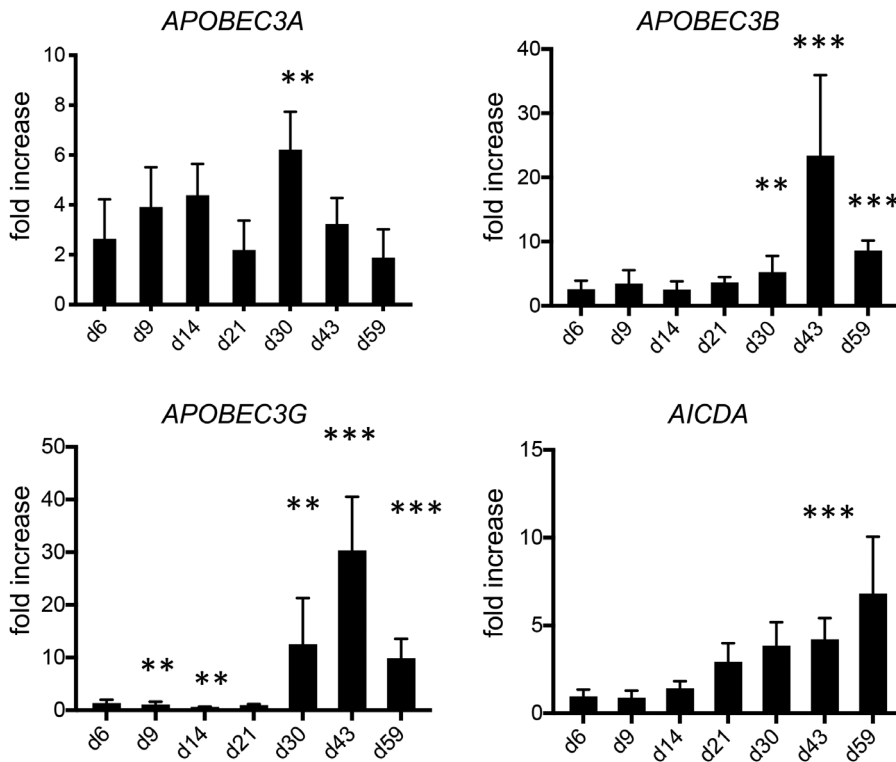 APOBEC3A
fold increase
10
8
6
4
2
0
**
d6 d9 d14 d21 d30 d43 d59
APOBEC3B
fold increase
40
30
20
10
0
** *** ***
d6 d9 d14 d21 d30 d43 d59
APOBEC3G
fold increase
50
40
30
20
10
0
** ** ** *** ***
d6 d9 d14 d21 d30 d43 d59
AICDA
fold increase
15
10
5
0
***
d6 d9 d14 d21 d30 d43 d59